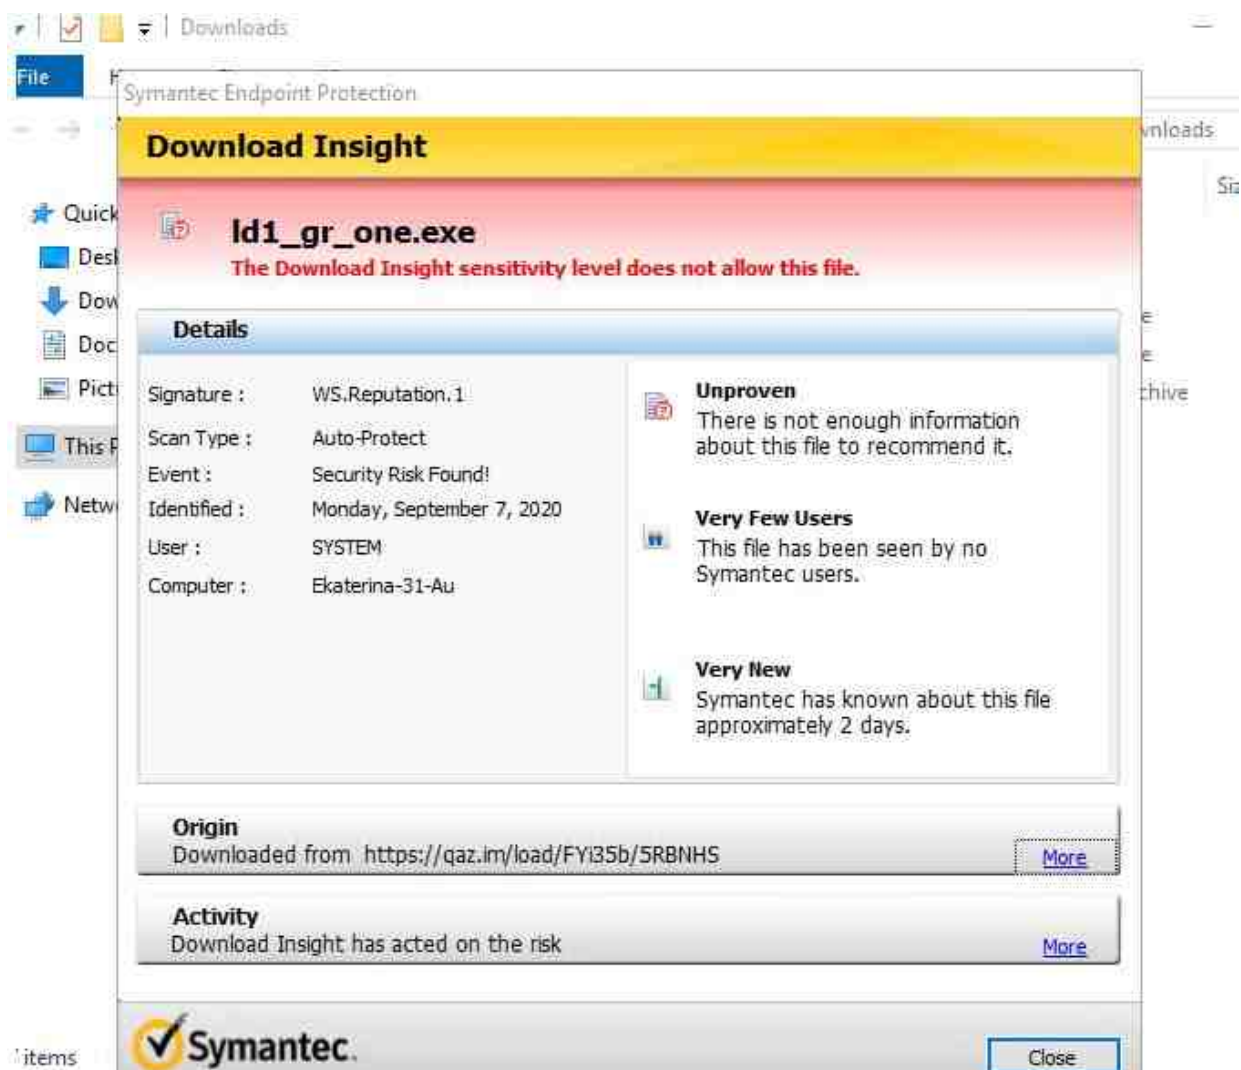 Downloads
File
Symantec Endpoint Protection
Download Insight
wnloads
Siz
ld1_gr_one.exe
The Download Insight sensitivity level does not allow this file.
Quick
Desk
Dow
Doc
Pict
This P
Netwo
e
e
chive
Details
Signature : WS.Reputation.1
Scan Type : Auto-Protect
Event : Security Risk Found!
Identified : Monday, September 7, 2020
User : SYSTEM
Computer : Ekaterina-31-Au
Unproven
There is not enough information
about this file to recommend it.
Very Few Users
This file has been seen by no
Symantec users.
Very New
Symantec has known about this file
approximately 2 days.
Origin
Downloaded from https://qaz.im/load/FYi35b/5RBNHS
More
Activity
Download Insight has acted on the risk
More
Symantec.
items
Close